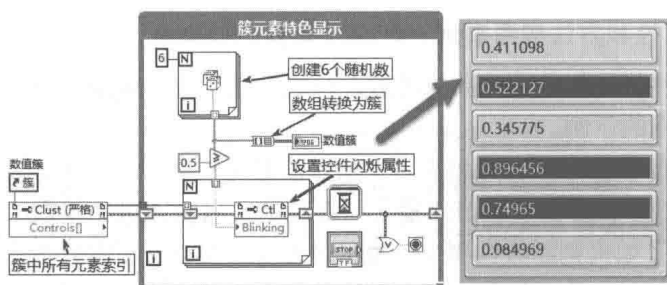 簇元素特色显示
6
N
i
创建6个随机数
数组转换为簇
数值簇
0.5
设置控件闪烁属性
数值簇
簇
Clust (严格)
Controls[]
簇中所有元素索引
N
Ctl
Blinking
i
i
STOP
0.411098
0.522127
0.345775
0.896456
0.74965
0.084969